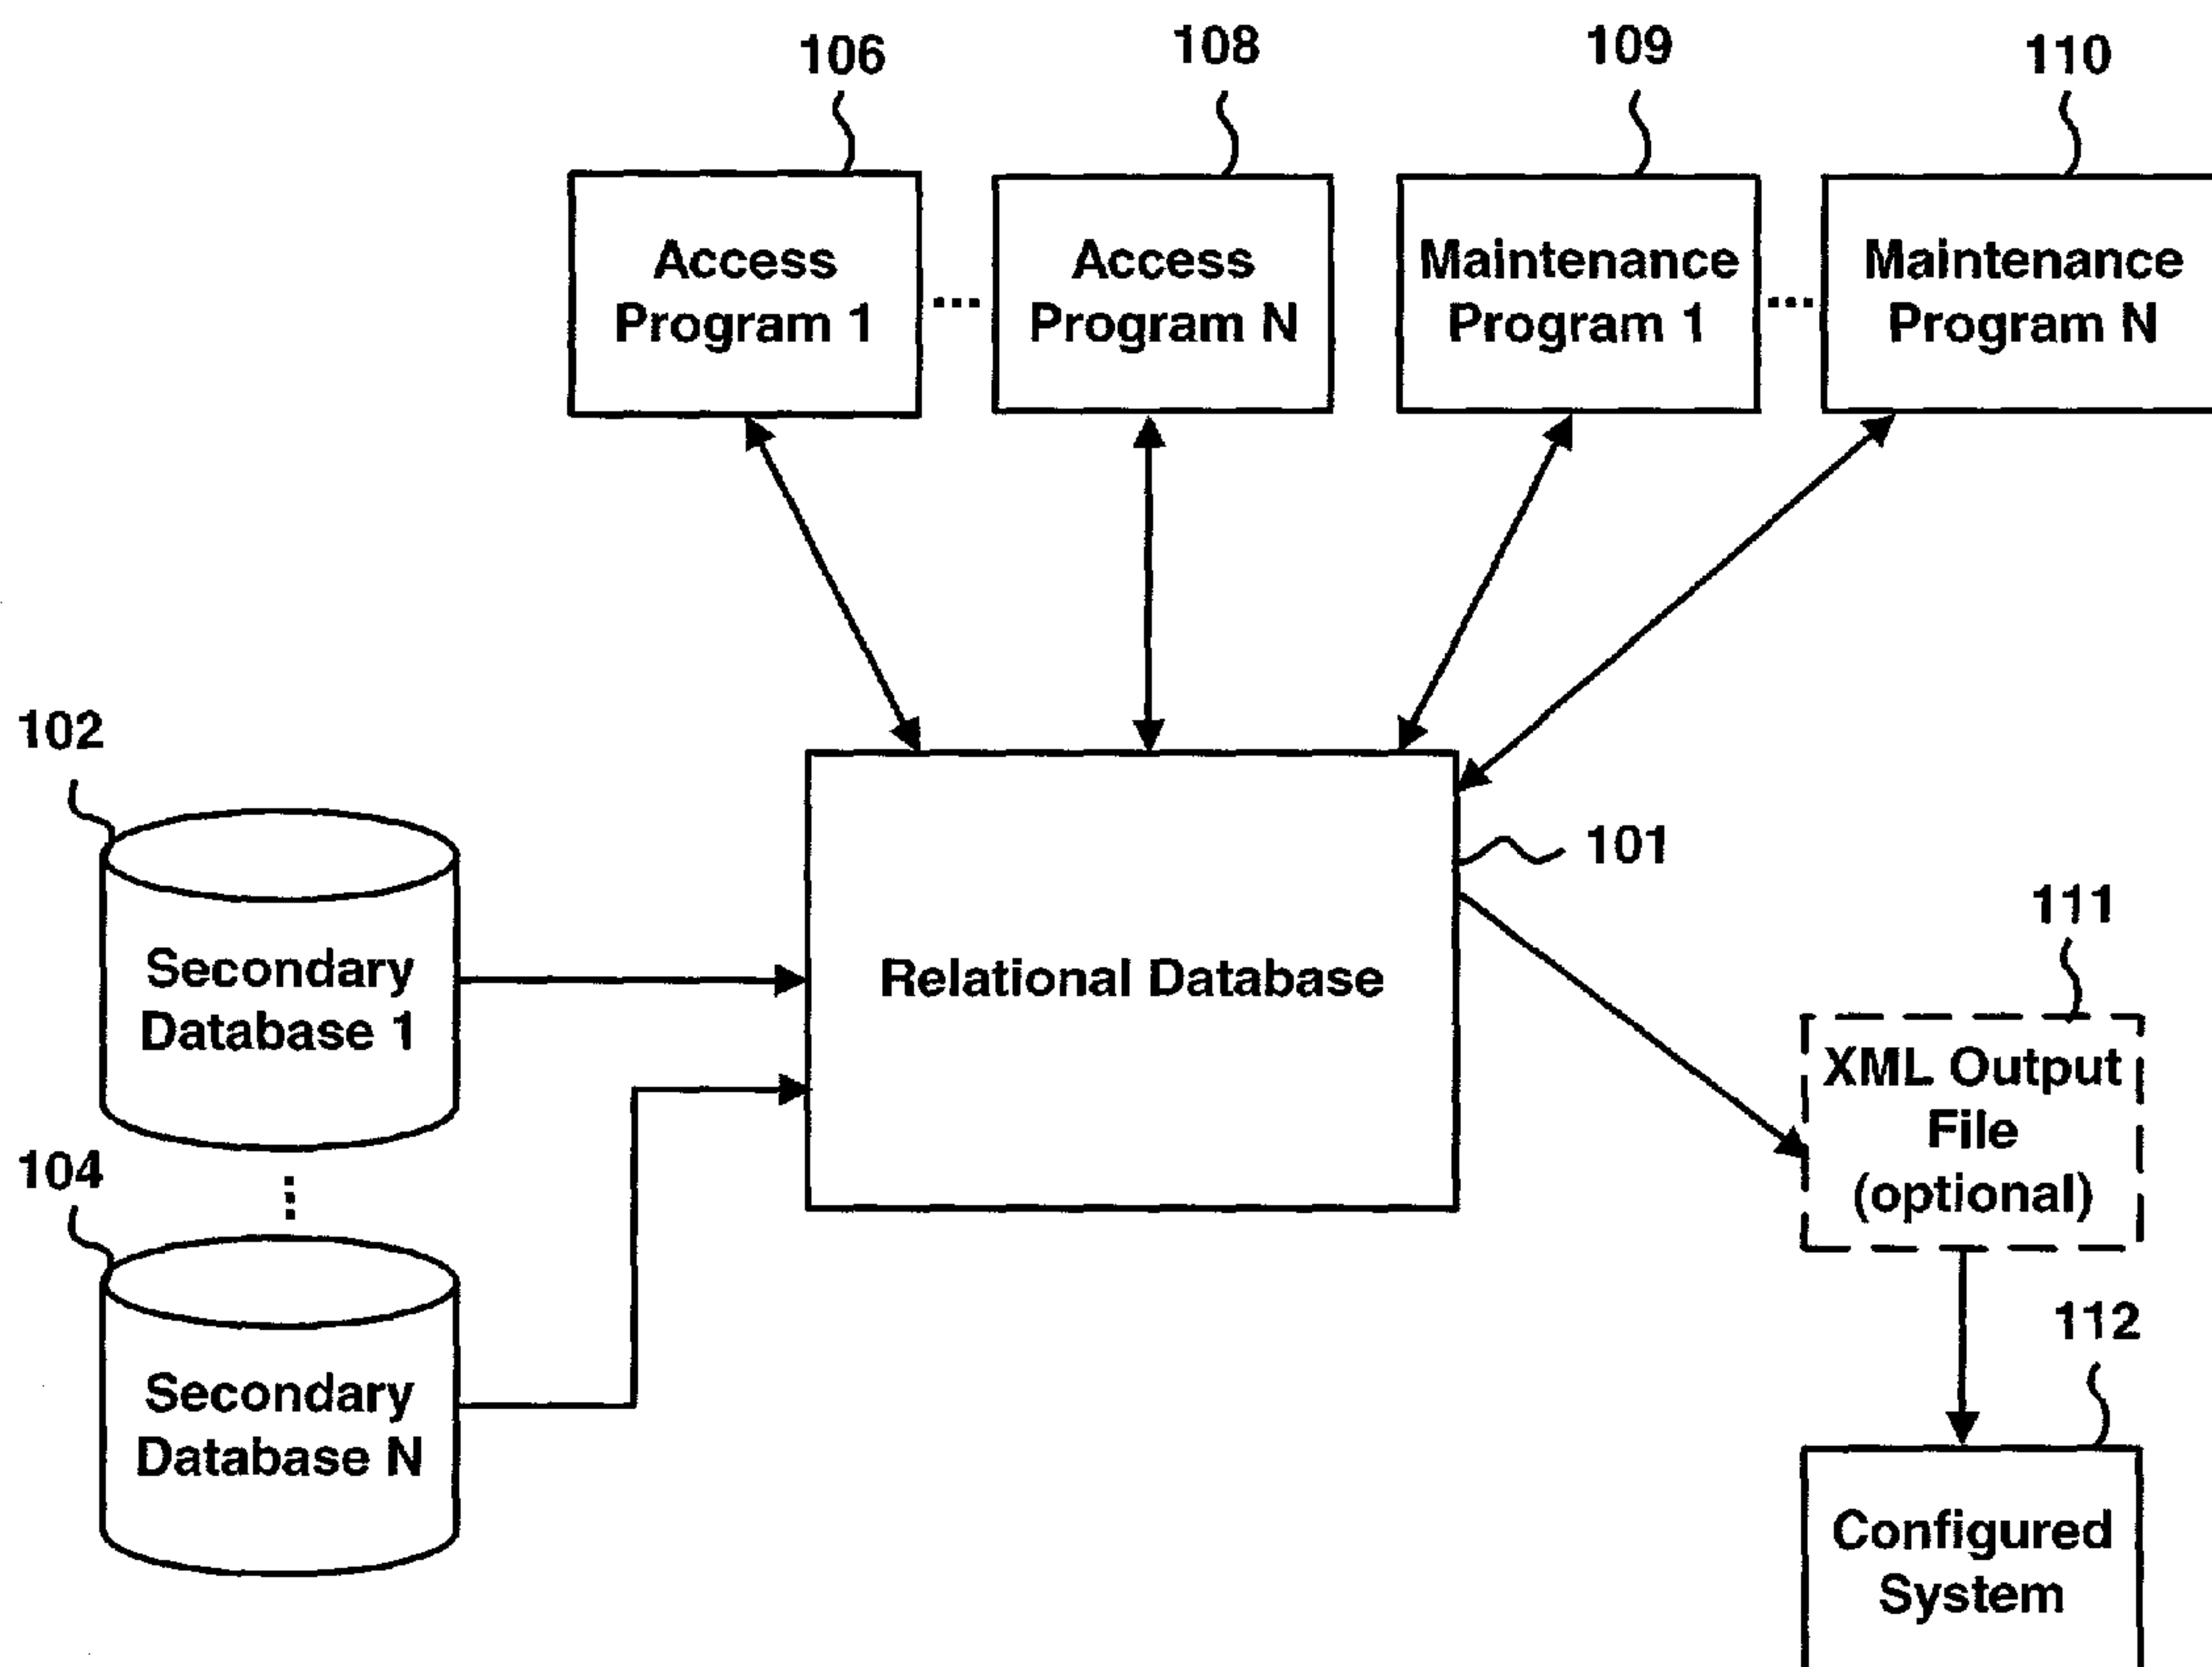 106
108
109
110
Access
Program 1
...
Access
Program N
Maintenance
Program 1
...
Maintenance
Program N
102
101
Secondary
Database 1
Relational Database
111
XML Output
File
(optional)
104
...
Secondary
Database N
112
Configured
System